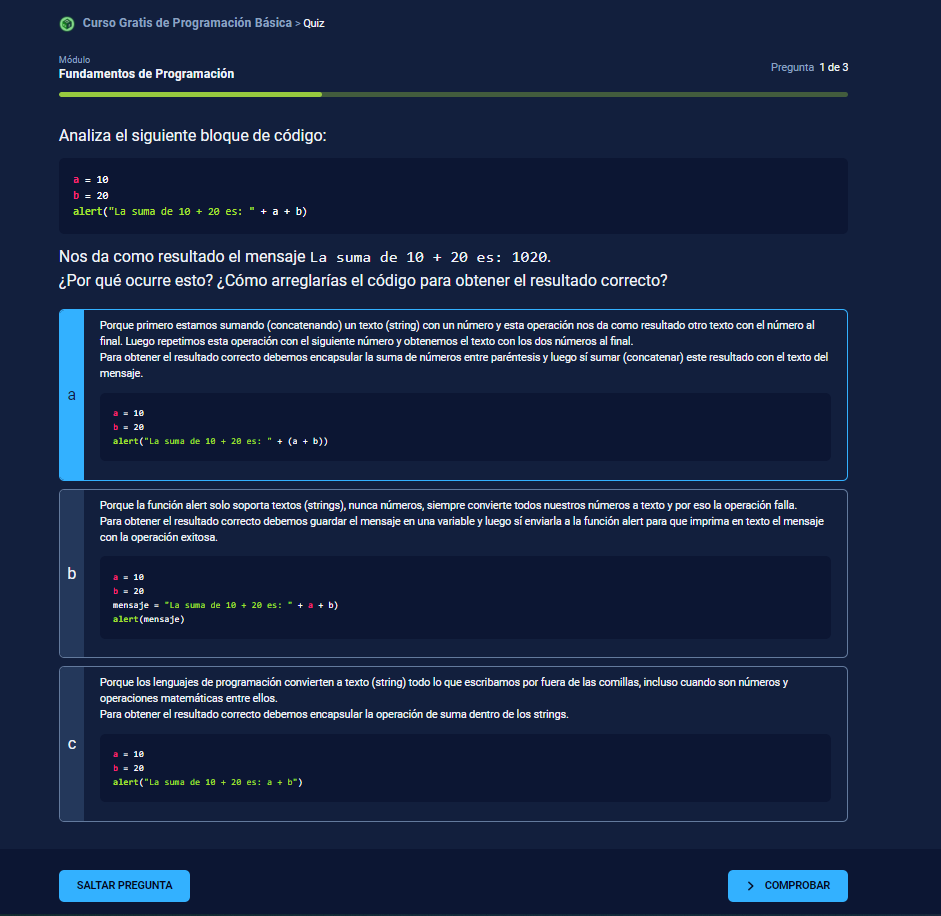 Curso Gratis de Programación Básica > Quiz
Módulo
Fundamentos de Programación
Pregunta 1 de 3
Analiza el siguiente bloque de código:
a = 10
b = 20
alert("La suma de 10 + 20 es: " + a + b)
Nos da como resultado el mensaje La suma de 10 + 20 es: 1020.
¿Por qué ocurre esto? ¿Cómo arreglarías el código para obtener el resultado correcto?
a
Porque primero estamos sumando (concatenando) un texto (string) con un número y esta operación nos da como resultado otro texto con el número al
final. Luego repetimos esta operación con el siguiente número y obtenemos el texto con los dos números al final.
Para obtener el resultado correcto debemos encapsular la suma de números entre paréntesis y luego sí sumar (concatenar) este resultado con el texto del
mensaje.
a = 10
b = 20
alert("La suma de 10 + 20 es: " + (a + b))
b
Porque la función alert solo soporta textos (strings), nunca números, siempre convierte todos nuestros números a texto y por eso la operación falla.
Para obtener el resultado correcto debemos guardar el mensaje en una variable y luego sí enviarla a la función alert para que imprima en texto el mensaje
con la operación exitosa.
a = 10
b = 20
mensaje = "La suma de 10 + 20 es: " + a + b)
alert(mensaje)
c
Porque los lenguajes de programación convierten a texto (string) todo lo que escribamos por fuera de las comillas, incluso cuando son números y
operaciones matemáticas entre ellos.
Para obtener el resultado correcto debemos encapsular la operación de suma dentro de los strings.
a = 10
b = 20
alert("La suma de 10 + 20 es: a + b")
SALTAR PREGUNTA
> COMPROBAR